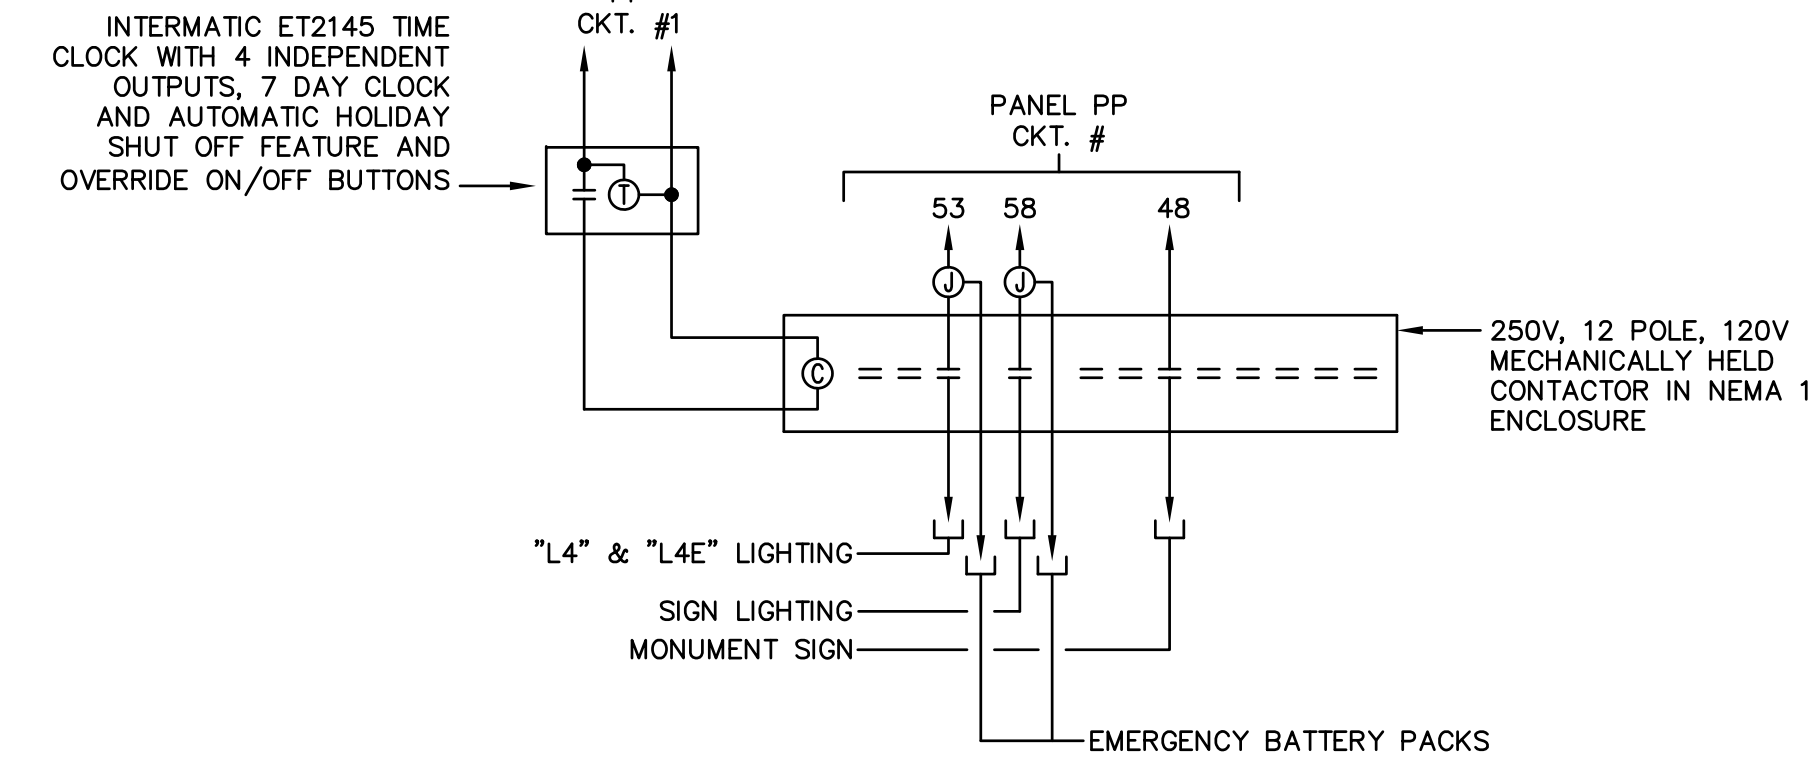 INTERMATIC ET2145 TIME
CLOCK WITH 4 INDEPENDENT
OUTPUTS, 7 DAY CLOCK
AND AUTOMATIC HOLIDAY
SHUT OFF FEATURE AND
OVERRIDE ON/OFF BUTTONS
CKT. #1
T
PANEL PP
CKT. #
53 58 48
J J
C
250V, 12 POLE, 120V
MECHANICALLY HELD
CONTACTOR IN NEMA 1
ENCLOSURE
"L4" & "L4E" LIGHTING
SIGN LIGHTING
MONUMENT SIGN
EMERGENCY BATTERY PACKS